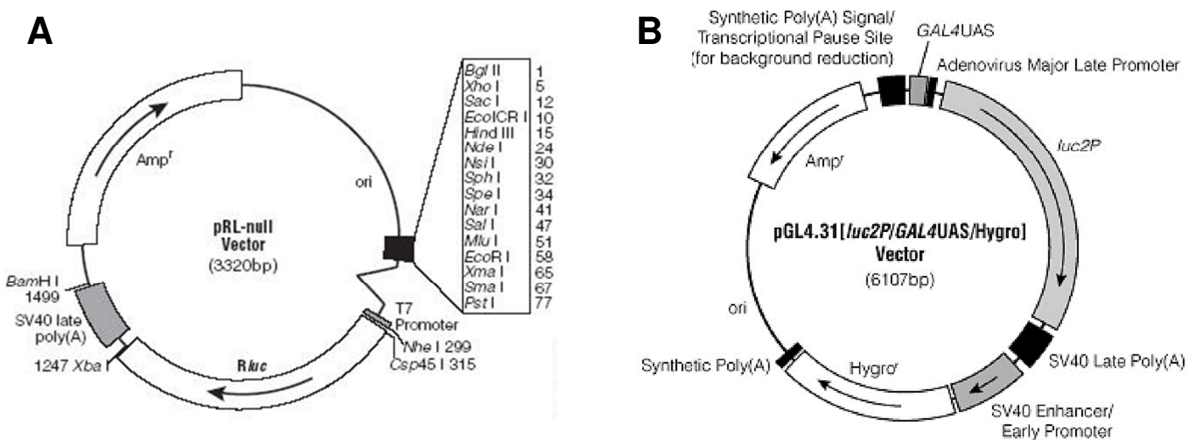 A
Bgl II 1
Xho I 5
Sac I 12
EcoICR I 10
Hind III 15
Nde I 24
Nsi I 30
Sph I 32
Spe I 34
Nar I 41
Sal I 47
Mlu I 51
EcoR I 58
Xma I 65
Sma I 67
Pst I 77
Ampʳ
ori
pRL-null
Vector
(3320bp)
BamH I
1499
SV40 late
poly(A)
1247 Xba I
Rluc
T7
Promoter
Nhe I 299
Csp45 I 315
B
Synthetic Poly(A) Signal/
Transcriptional Pause Site
(for background reduction)
GAL4UAS
Adenovirus Major Late Promoter
Ampʳ
luc2P
pGL4.31[luc2P/GAL4UAS/Hygro]
Vector
(6107bp)
ori
Synthetic Poly(A)
Hygroʳ
SV40 Late Poly(A)
SV40 Enhancer/
Early Promoter